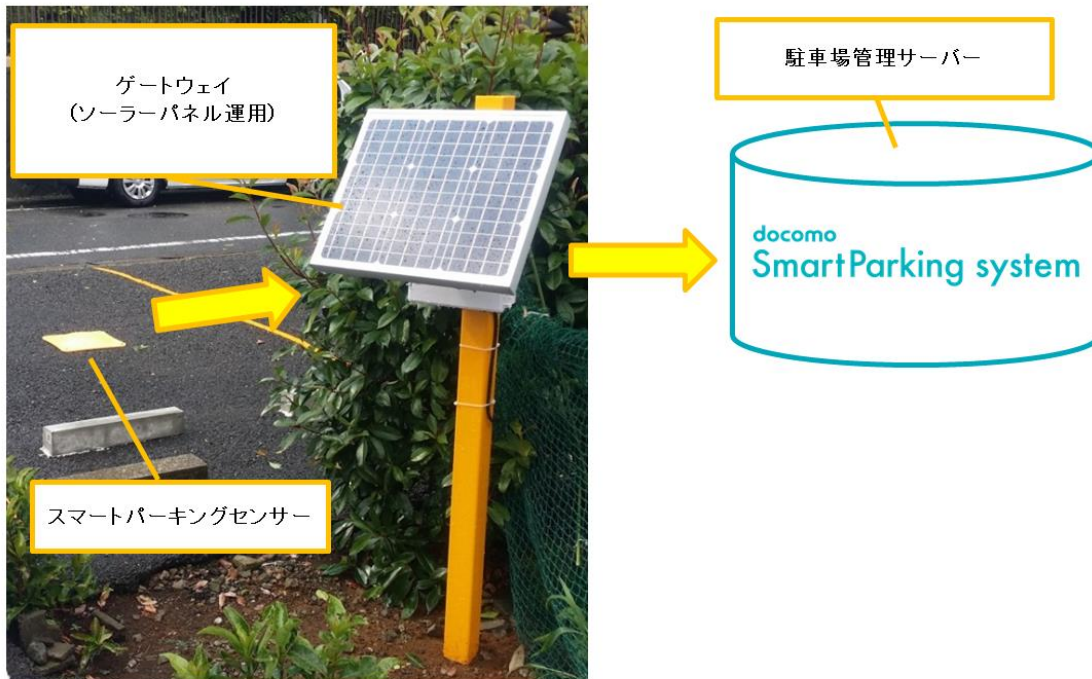 ゲートウェイ
(ソーラーパネル運用)
駐車場管理サーバー
docomo
SmartParking system
スマートパーキングセンサー